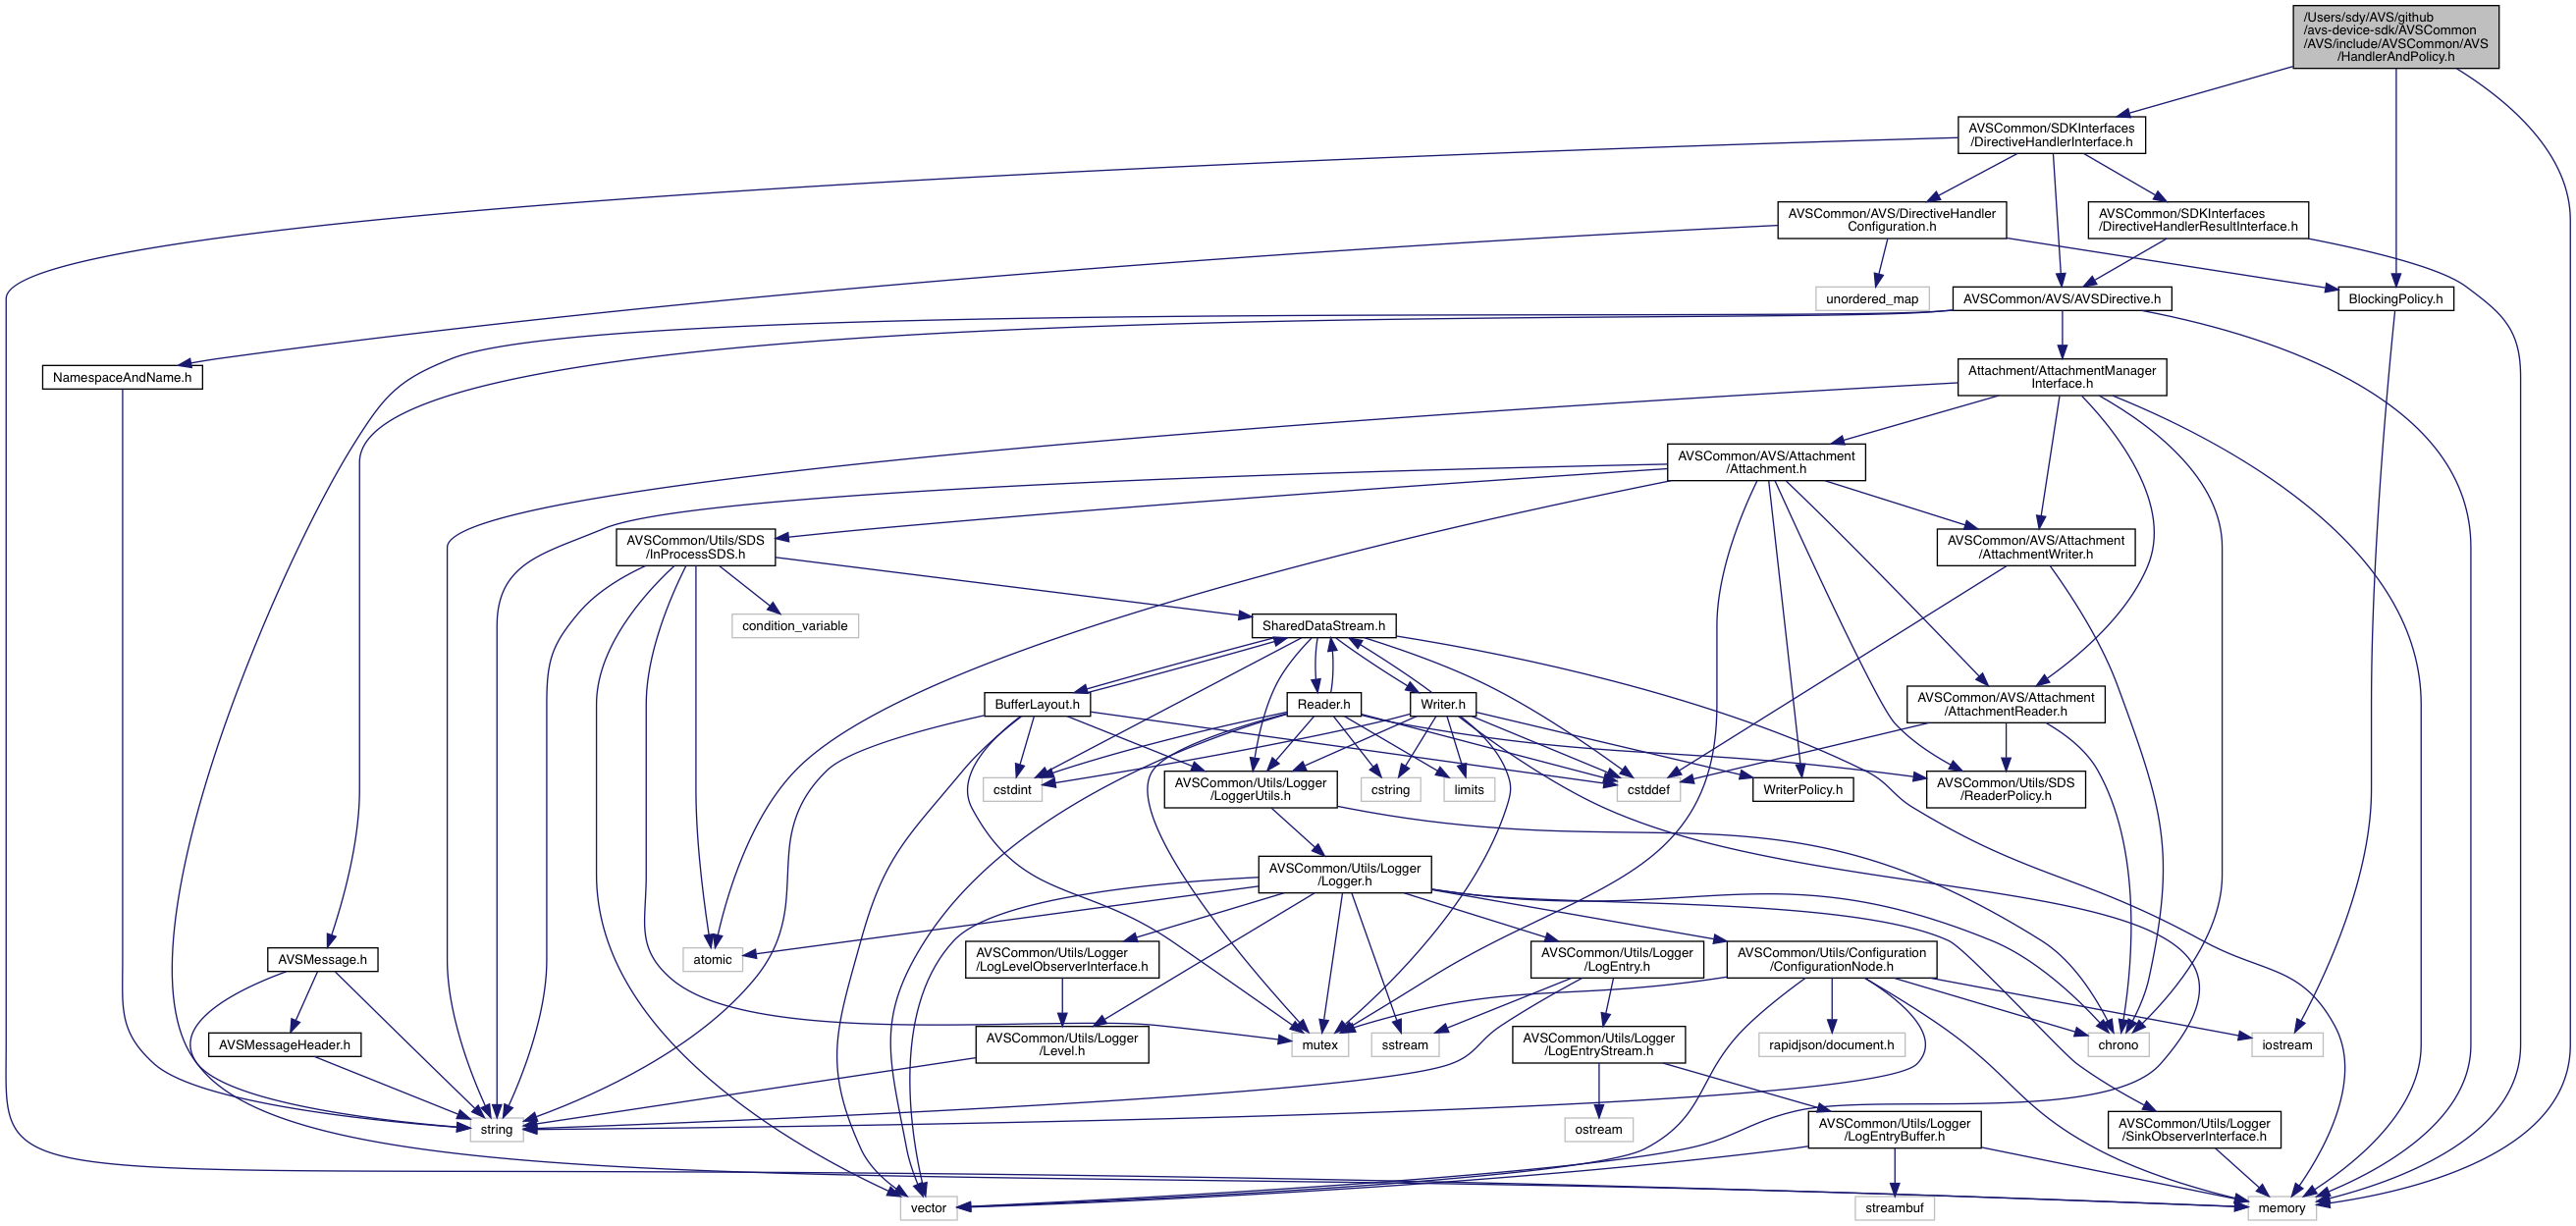 /Users/sdy/AVS/github
/avs-device-sdk/AVSCommon
/AVS/include/AVSCommon/AVS
/HandlerAndPolicy.h
AVSCommon/SDKInterfaces
/DirectiveHandlerInterface.h
AVSCommon/AVS/DirectiveHandler
Configuration.h
AVSCommon/SDKInterfaces
/DirectiveHandlerResultInterface.h
unordered_map
AVSCommon/AVS/AVSDirective.h
BlockingPolicy.h
NamespaceAndName.h
Attachment/AttachmentManager
Interface.h
AVSCommon/AVS/Attachment
/Attachment.h
AVSCommon/Utils/SDS
/InProcessSDS.h
AVSCommon/AVS/Attachment
/AttachmentWriter.h
condition_variable
SharedDataStream.h
BufferLayout.h
Reader.h
Writer.h
AVSCommon/AVS/Attachment
/AttachmentReader.h
cstdint
AVSCommon/Utils/Logger
/LoggerUtils.h
cstring
limits
cstddef
WriterPolicy.h
AVSCommon/Utils/SDS
/ReaderPolicy.h
AVSCommon/Utils/Logger
/Logger.h
AVSMessage.h
atomic
AVSCommon/Utils/Logger
/LogLevelObserverInterface.h
AVSCommon/Utils/Logger
/LogEntry.h
AVSCommon/Utils/Configuration
/ConfigurationNode.h
AVSMessageHeader.h
AVSCommon/Utils/Logger
/Level.h
mutex
sstream
AVSCommon/Utils/Logger
/LogEntryStream.h
rapidjson/document.h
chrono
iostream
string
ostream
AVSCommon/Utils/Logger
/LogEntryBuffer.h
AVSCommon/Utils/Logger
/SinkObserverInterface.h
vector
streambuf
memory